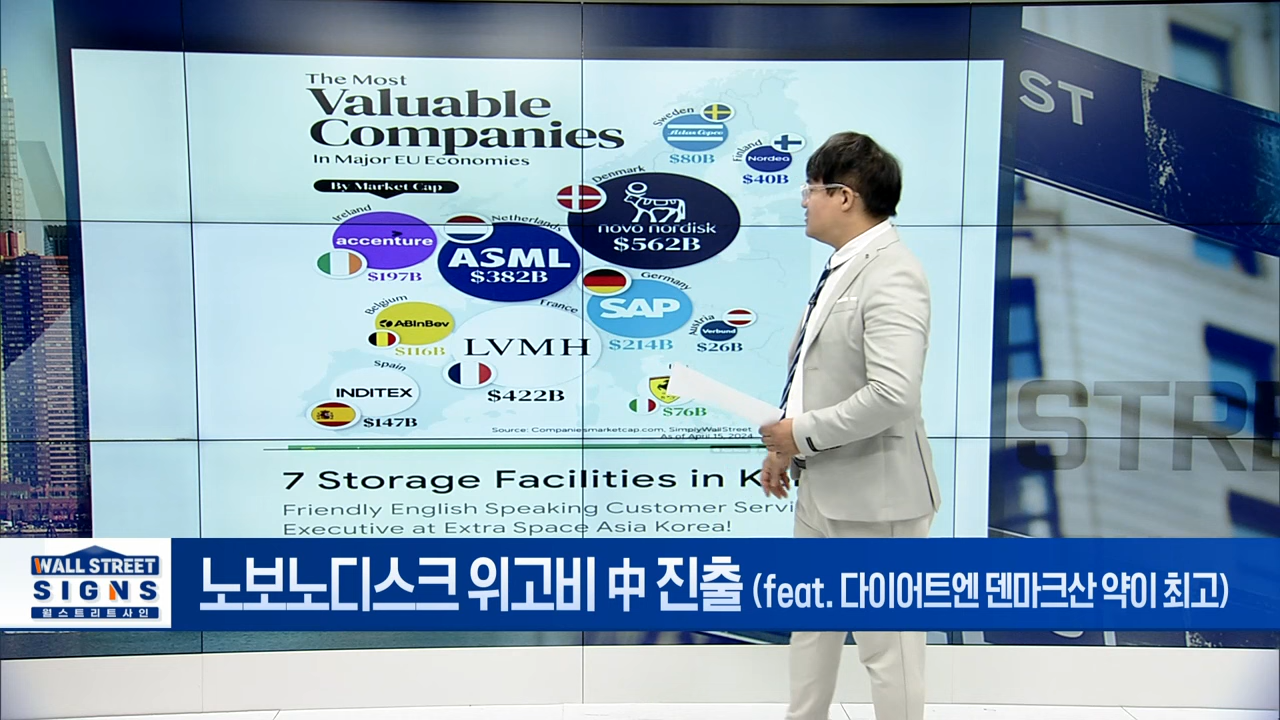 The Most
Valuable
Companies
In Major EU Economies
By Market Cap
Sweden
Atlas Copco
$80B
Finland
Nordea
$40B
Denmark
novo nordisk
$562B
Ireland
accenture
$197B
Netherlands
ASML
$382B
Germany
SAP
$214B
Austria
Verbund
$26B
Belgium
ABInBev
$116B
France
LVMH
$422B
Spain
INDITEX
$147B
$76B
Source: Companiesmarketcap.com, SimplyWallStreet
As of April 15, 2024
7 Storage Facilities in
Friendly English Speaking Customer
Executive at Extra Space Asia Korea!
ST
WALL STREET
SIGNS
월스트리트사인
노보노디스크 위고비 中 진출 (feat. 다이어트엔 덴마크산 약이 최고)